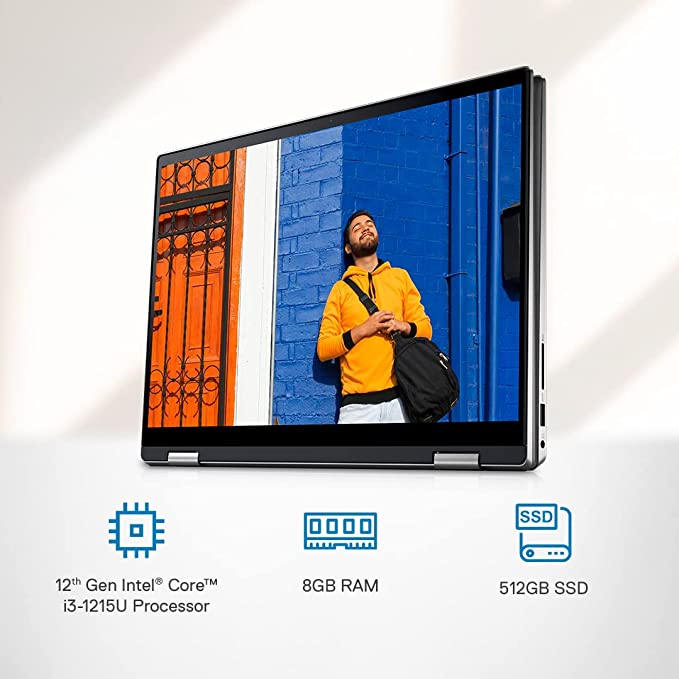 SSD
12th Gen Intel® Core™
i3-1215U Processor
8GB RAM
512GB SSD